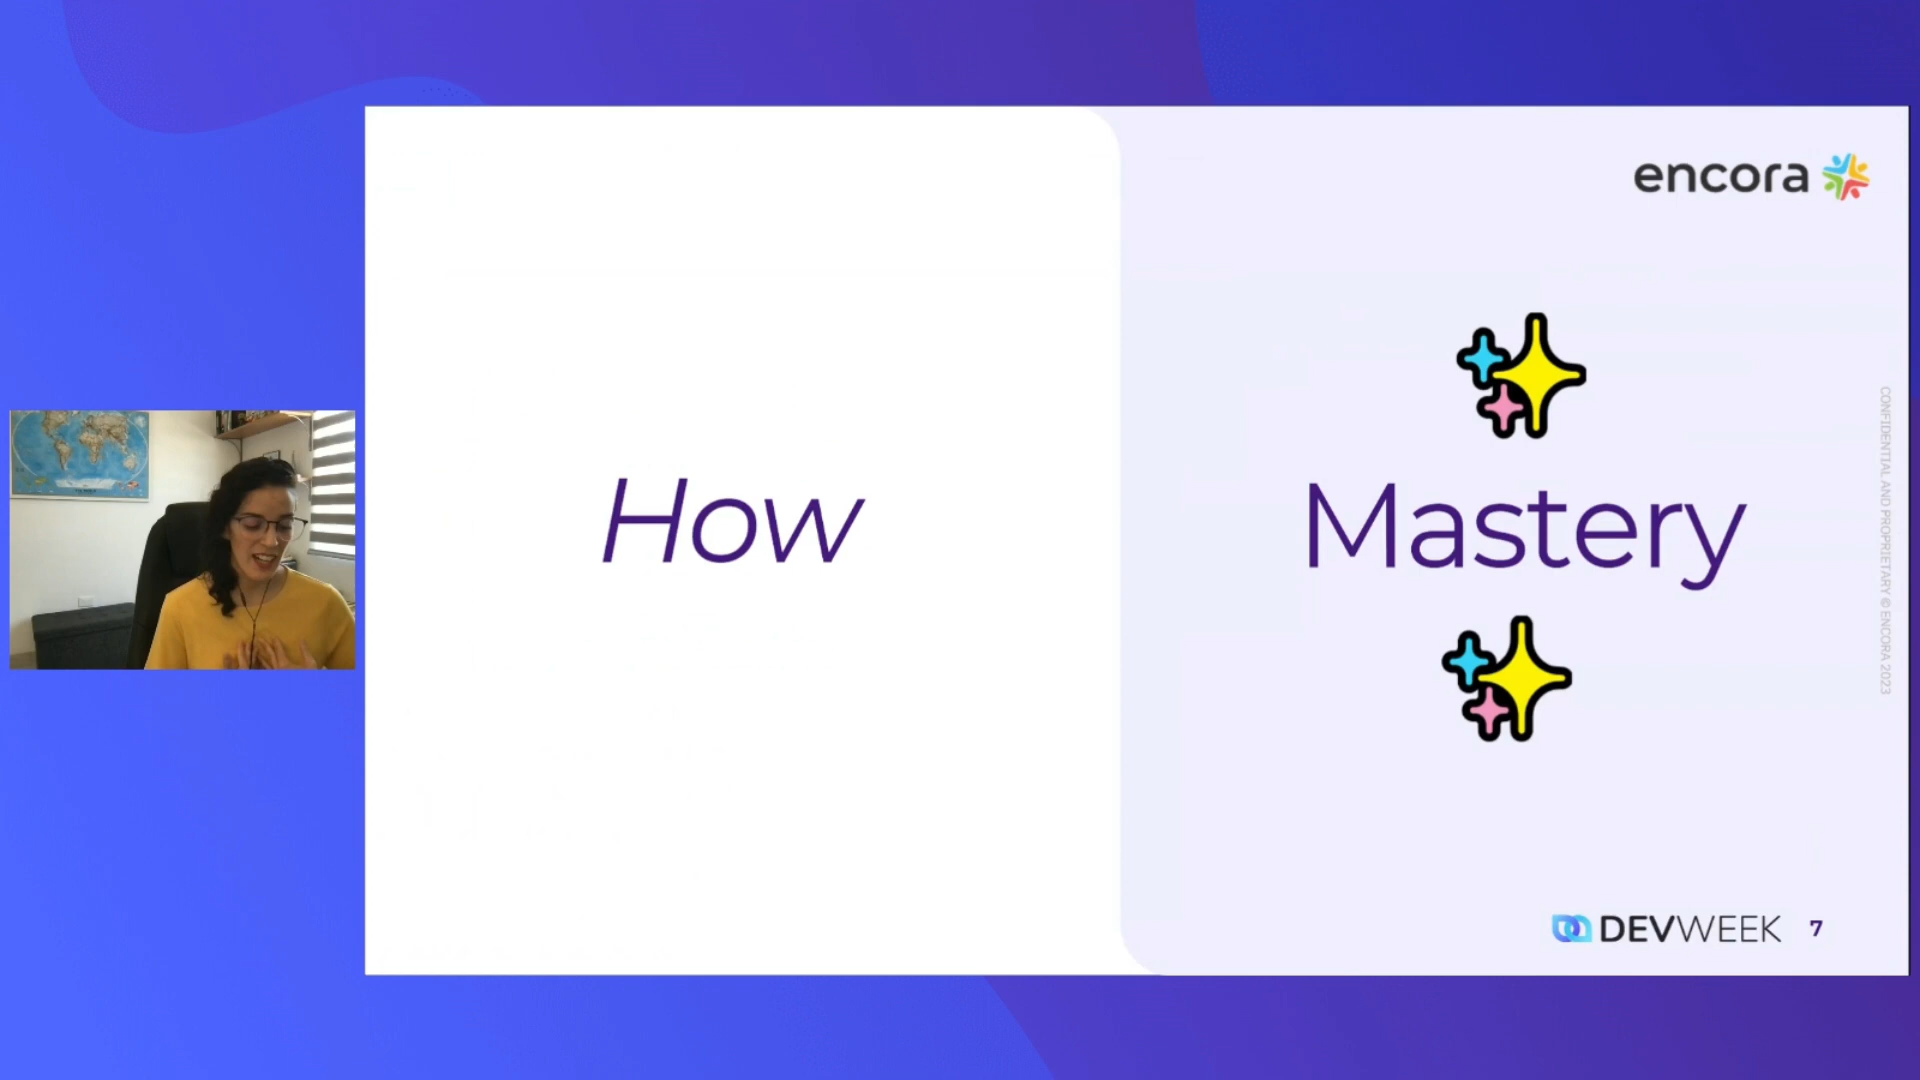 encora
How
Mastery
CONFIDENTIAL AND PROPRIETARY © ENCORA 2023
DEVWEEK 7